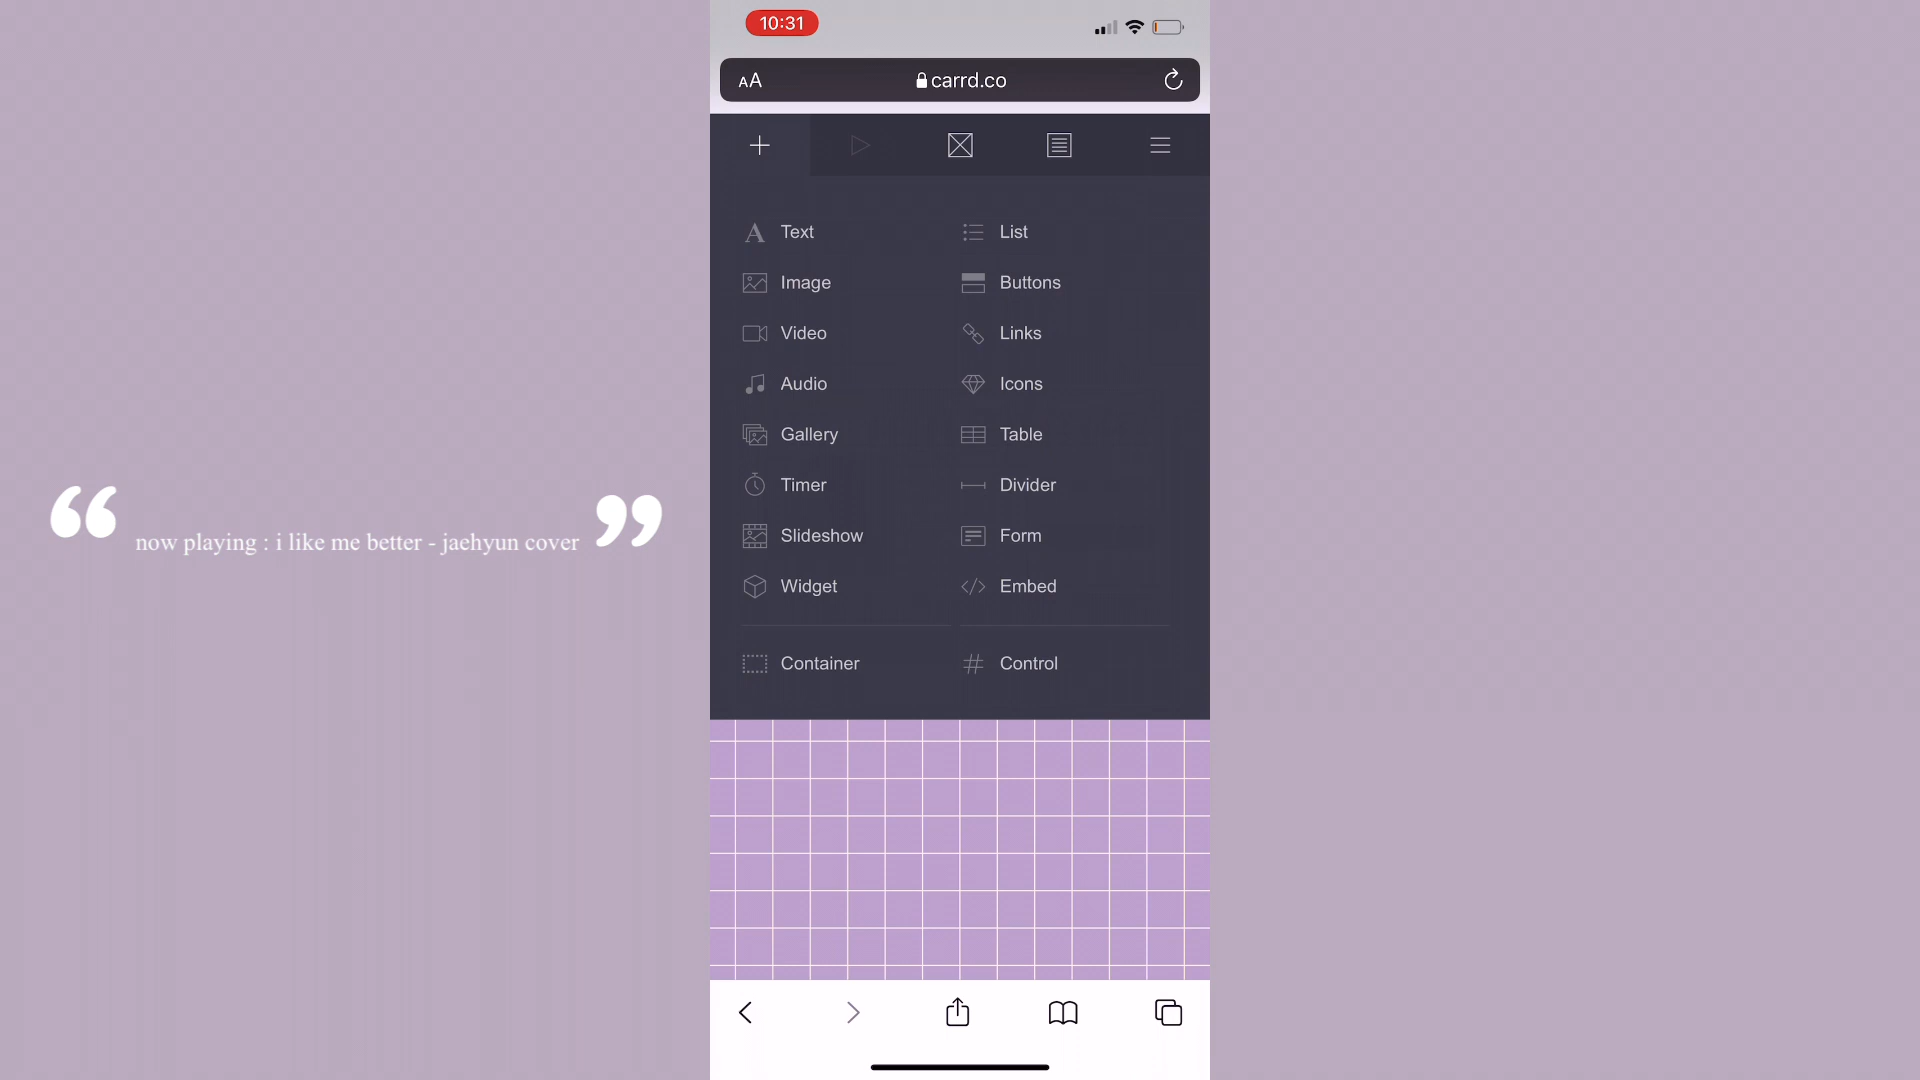 10:31
AA carrd.co
Text
List
Image
Buttons
Video
Links
Audio
Icons
Gallery
Table
Timer
Divider
Slideshow
Form
Widget
Embed
Container
Control
“ now playing : i like me better - jaehyun cover ”